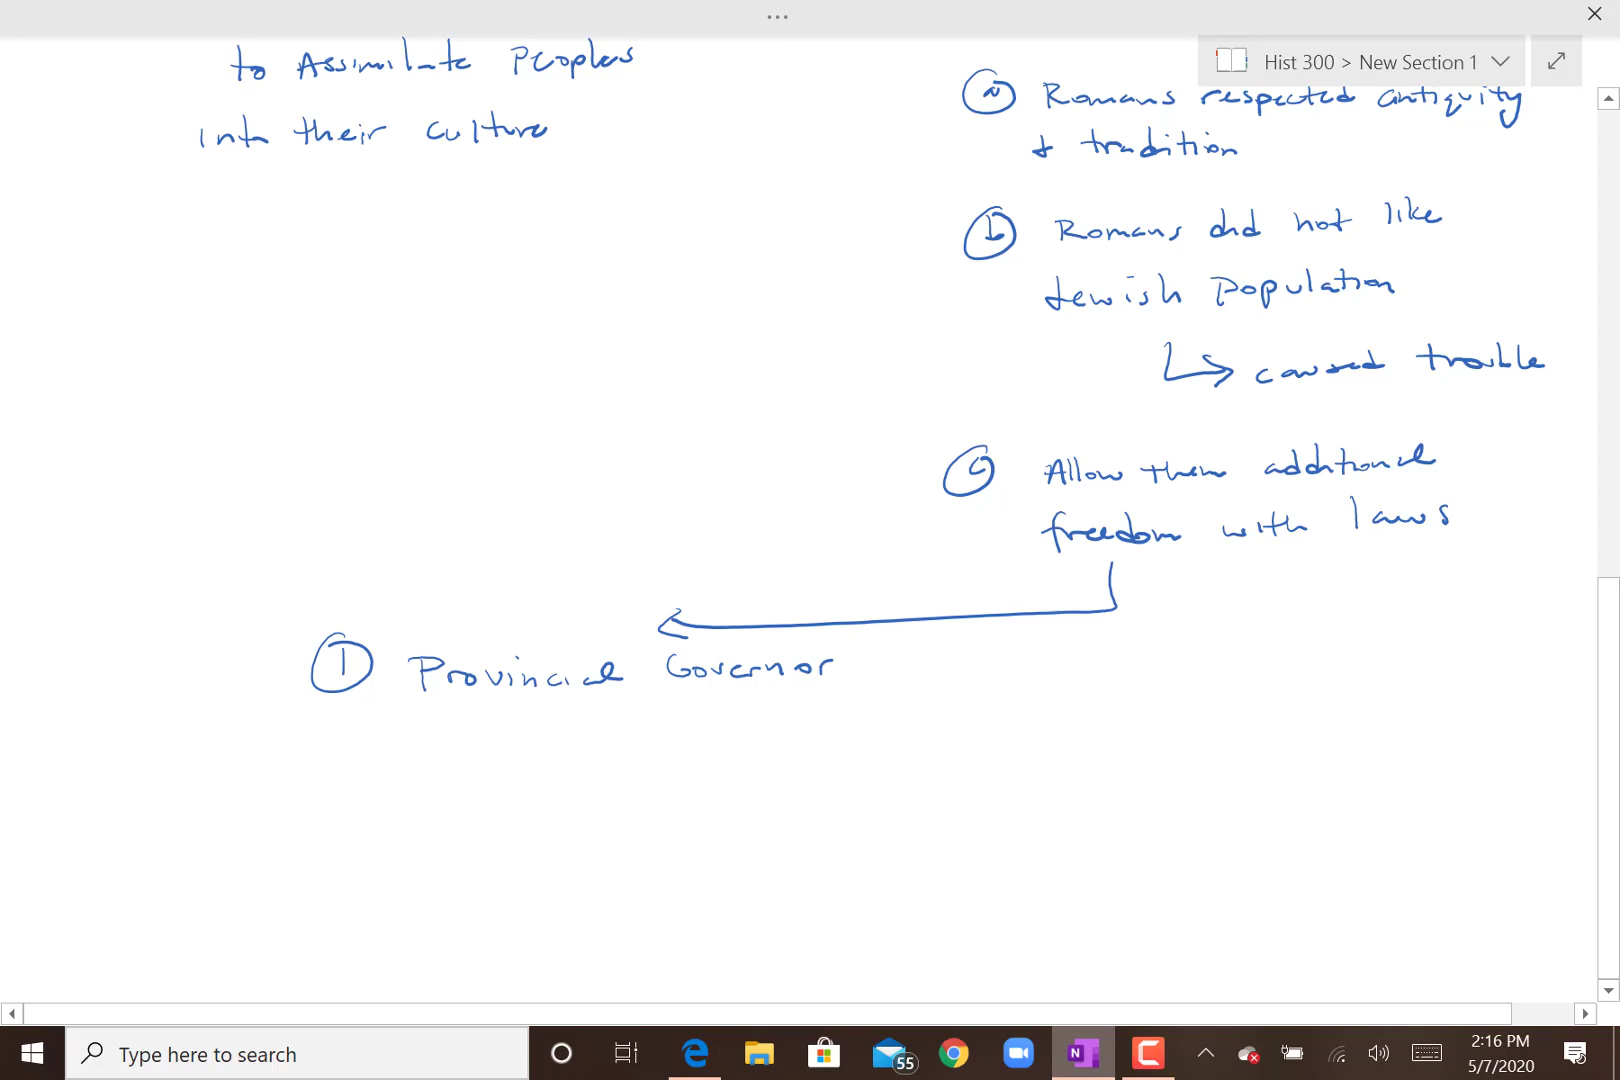 Hist 300 > New Section 1
to Assimilate Peoples
into their culture
a Romans respected antiquity
+ tradition
b Romans did not like
Jewish Population
caused trouble
c Allow them additional
freedom with laws
1 Provincial Governor
Type here to search
55
2:16 PM
5/7/2020